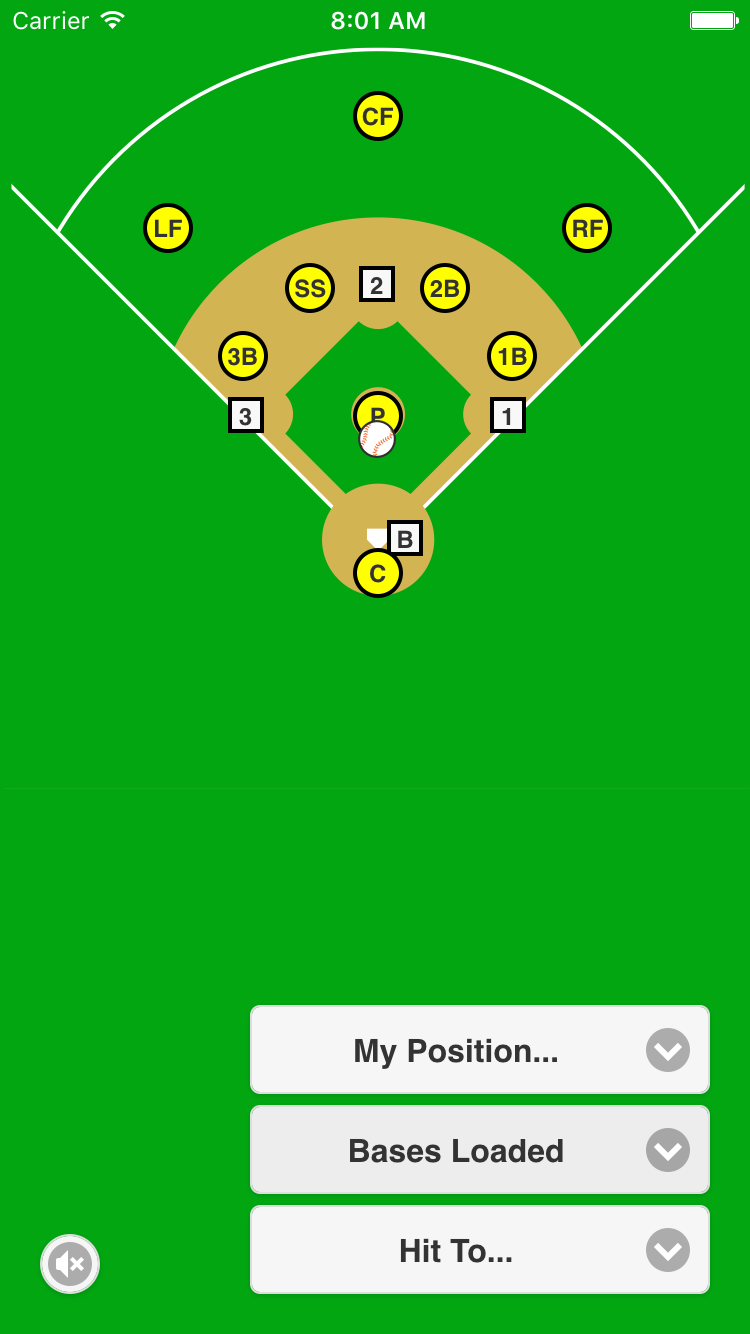 Carrier 8:01 AM
CF
LF RF
SS 2 2B
3B 1B
3 P 1
B
C
My Position...
Bases Loaded
Hit To...